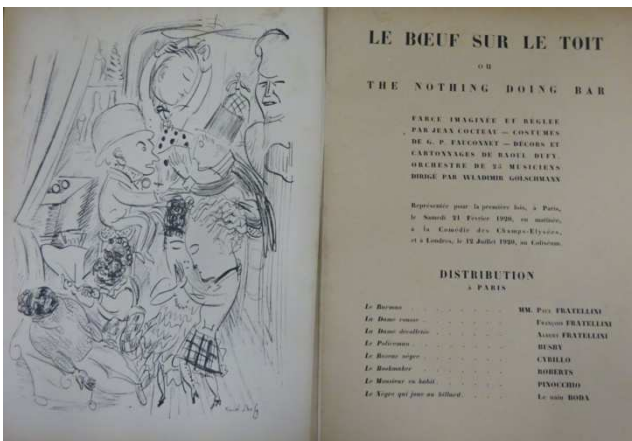 Raoul Dufy
LE BŒUF SUR LE TOIT
OU
THE NOTHING DOING BAR
FARCE IMAGINÉE ET RÉGLÉE
PAR JEAN COCTEAU — COSTUMES
DE G. P. FAUCONNET — DÉCORS ET
CARTONNAGES DE RAOUL DUFY.
ORCHESTRE DE 25 MUSICIENS
DIRIGÉ PAR WLADIMIR GOLSCHMANN
Représentée pour la première fois, à Paris,
le Samedi 21 Février 1920, en matinée,
à la Comédie des Champs-Elysées,
et à Londres, le 12 Juillet 1920, au Coliséum.
DISTRIBUTION
à PARIS
Le Barman . . . . . . . MM. Paul FRATELLINI
La Dame rousse . . . . . . . François FRATELLINI
La Dame décolletée . . . . . . . Albert FRATELLINI
Le Policeman . . . . . . . BUSBY
Le Boxeur nègre . . . . . . . CYRILLO
Le Bookmaker . . . . . . . ROBERTS
Le Monsieur en habit . . . . . . . PINOCCHIO
Le Nègre qui joue au billard . . . . . Le nain BODA